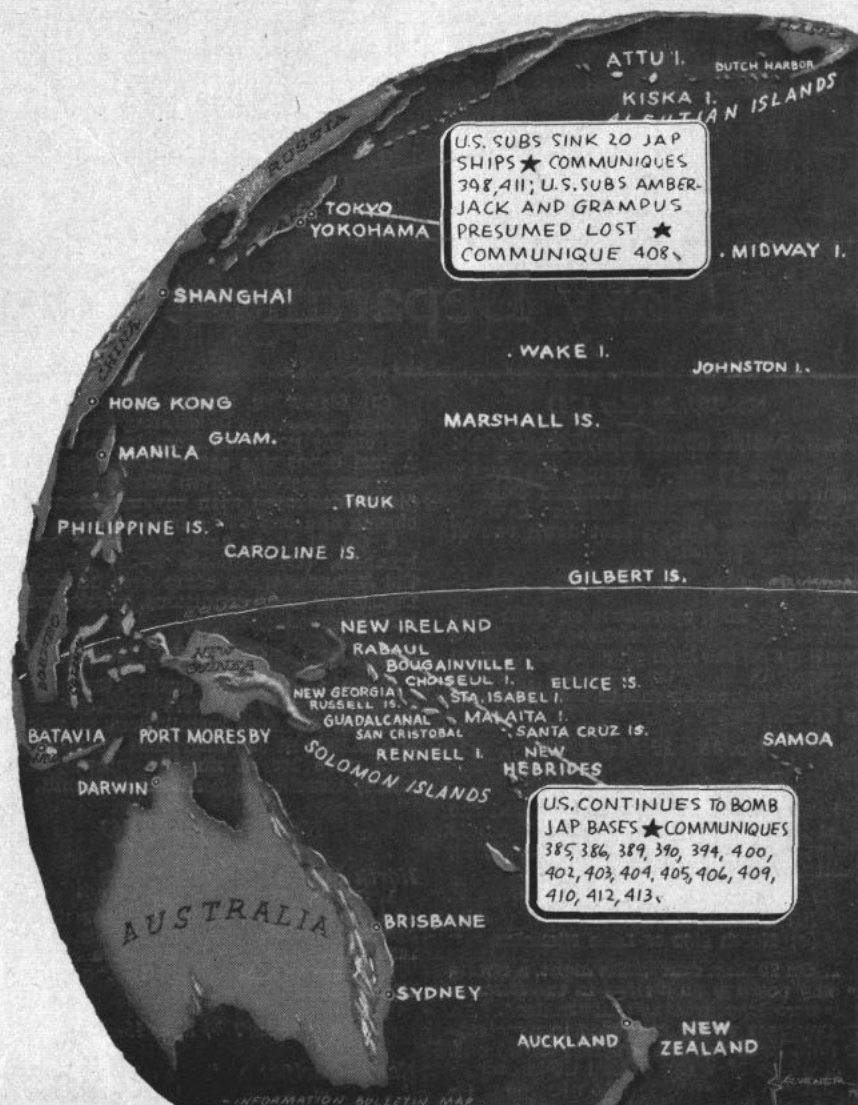 ATTU I.
DUTCH HARBOR
KISKA I.
ALEUTIAN ISLANDS
RUSSIA
U.S. SUBS SINK 20 JAP
SHIPS ★ COMMUNIQUES
398, 411; U.S. SUBS AMBER-
JACK AND GRAMPUS
PRESUMED LOST ★
COMMUNIQUE 408.
JAPAN
TOKYO
YOKOHAMA
MIDWAY I.
SHANGHAI
CHINA
WAKE I.
JOHNSTON I.
HONG KONG
MARSHALL IS.
GUAM.
MANILA
TRUK
PHILIPPINE IS.
CAROLINE IS.
GILBERT IS.
EQUATOR
EQUATOR
NEW IRELAND
BORNEO
NEW
GUINEA
RABAUL
BOUGAINVILLE I.
CHOISEUL I.
ELLICE IS.
NEW GEORGIA
STA. ISABEL I.
RUSSELL IS.
GUADALCANAL
MALAITA I.
SAN CRISTOBAL
SANTA CRUZ IS.
BATAVIA
PORT MORESBY
RENNELL I.
NEW
HEBRIDES
SAMOA
SOLOMON ISLANDS
DARWIN
U.S. CONTINUES TO BOMB
JAP BASES ★ COMMUNIQUES
385, 386, 389, 390, 394, 400,
402, 403, 404, 405, 406, 409,
410, 412, 413.
AUSTRALIA
BRISBANE
SYDNEY
AUCKLAND
NEW
ZEALAND
-INFORMATION BULLETIN MAP